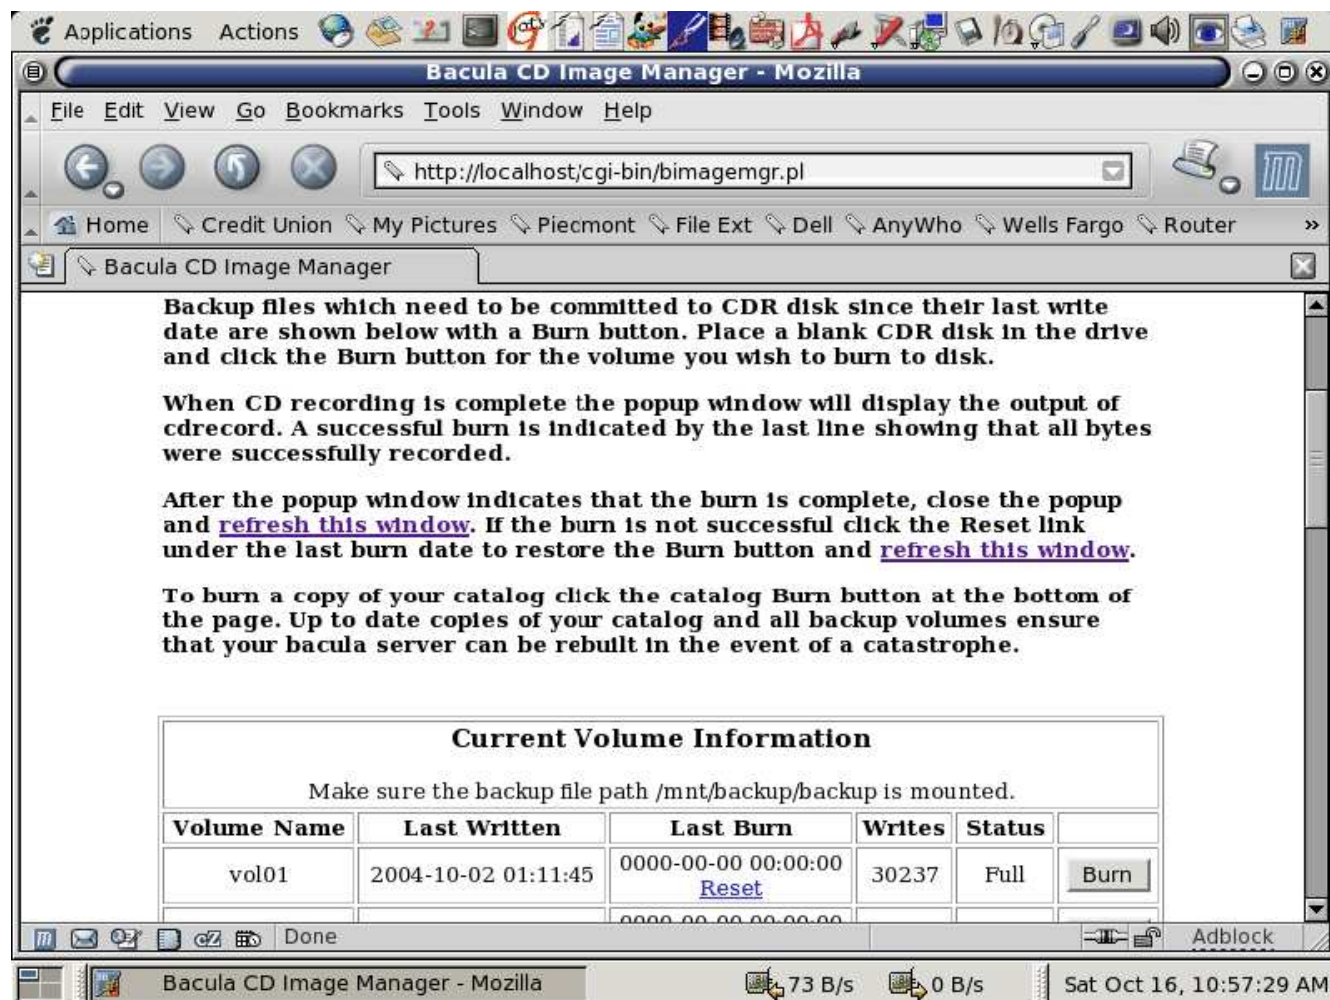 Applications Actions
Bacula CD Image Manager - Mozilla
File Edit View Go Bookmarks Tools Window Help
http://localhost/cgi-bin/bimagemgr.pl
Home Credit Union My Pictures Piecmont File Ext Dell AnyWho Wells Fargo Router »
Bacula CD Image Manager
Backup files which need to be committed to CDR disk since their last write
date are shown below with a Burn button. Place a blank CDR disk in the drive
and click the Burn button for the volume you wish to burn to disk.
When CD recording is complete the popup window will display the output of
cdrecord. A successful burn is indicated by the last line showing that all bytes
were successfully recorded.
After the popup window indicates that the burn is complete, close the popup
and refresh this window. If the burn is not successful click the Reset link
under the last burn date to restore the Burn button and refresh this window.
To burn a copy of your catalog click the catalog Burn button at the bottom of
the page. Up to date copies of your catalog and all backup volumes ensure
that your bacula server can be rebuilt in the event of a catastrophe.
Current Volume Information
Make sure the backup file path /mnt/backup/backup is mounted.
Volume Name Last Written Last Burn Writes Status
vol01 2004-10-02 01:11:45 0000-00-00 00:00:00 30237 Full Burn
Reset
0000-00-00 00:00:00
Done Adblock
Bacula CD Image Manager - Mozilla 73 B/s 0 B/s Sat Oct 16, 10:57:29 AM